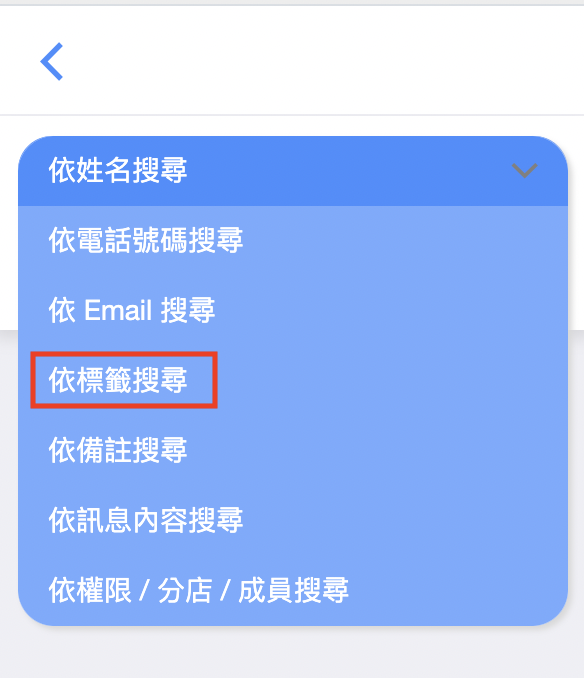 依姓名搜尋
依電話號碼搜尋
依 Email 搜尋
依標籤搜尋
依備註搜尋
依訊息內容搜尋
依權限 / 分店 / 成員搜尋